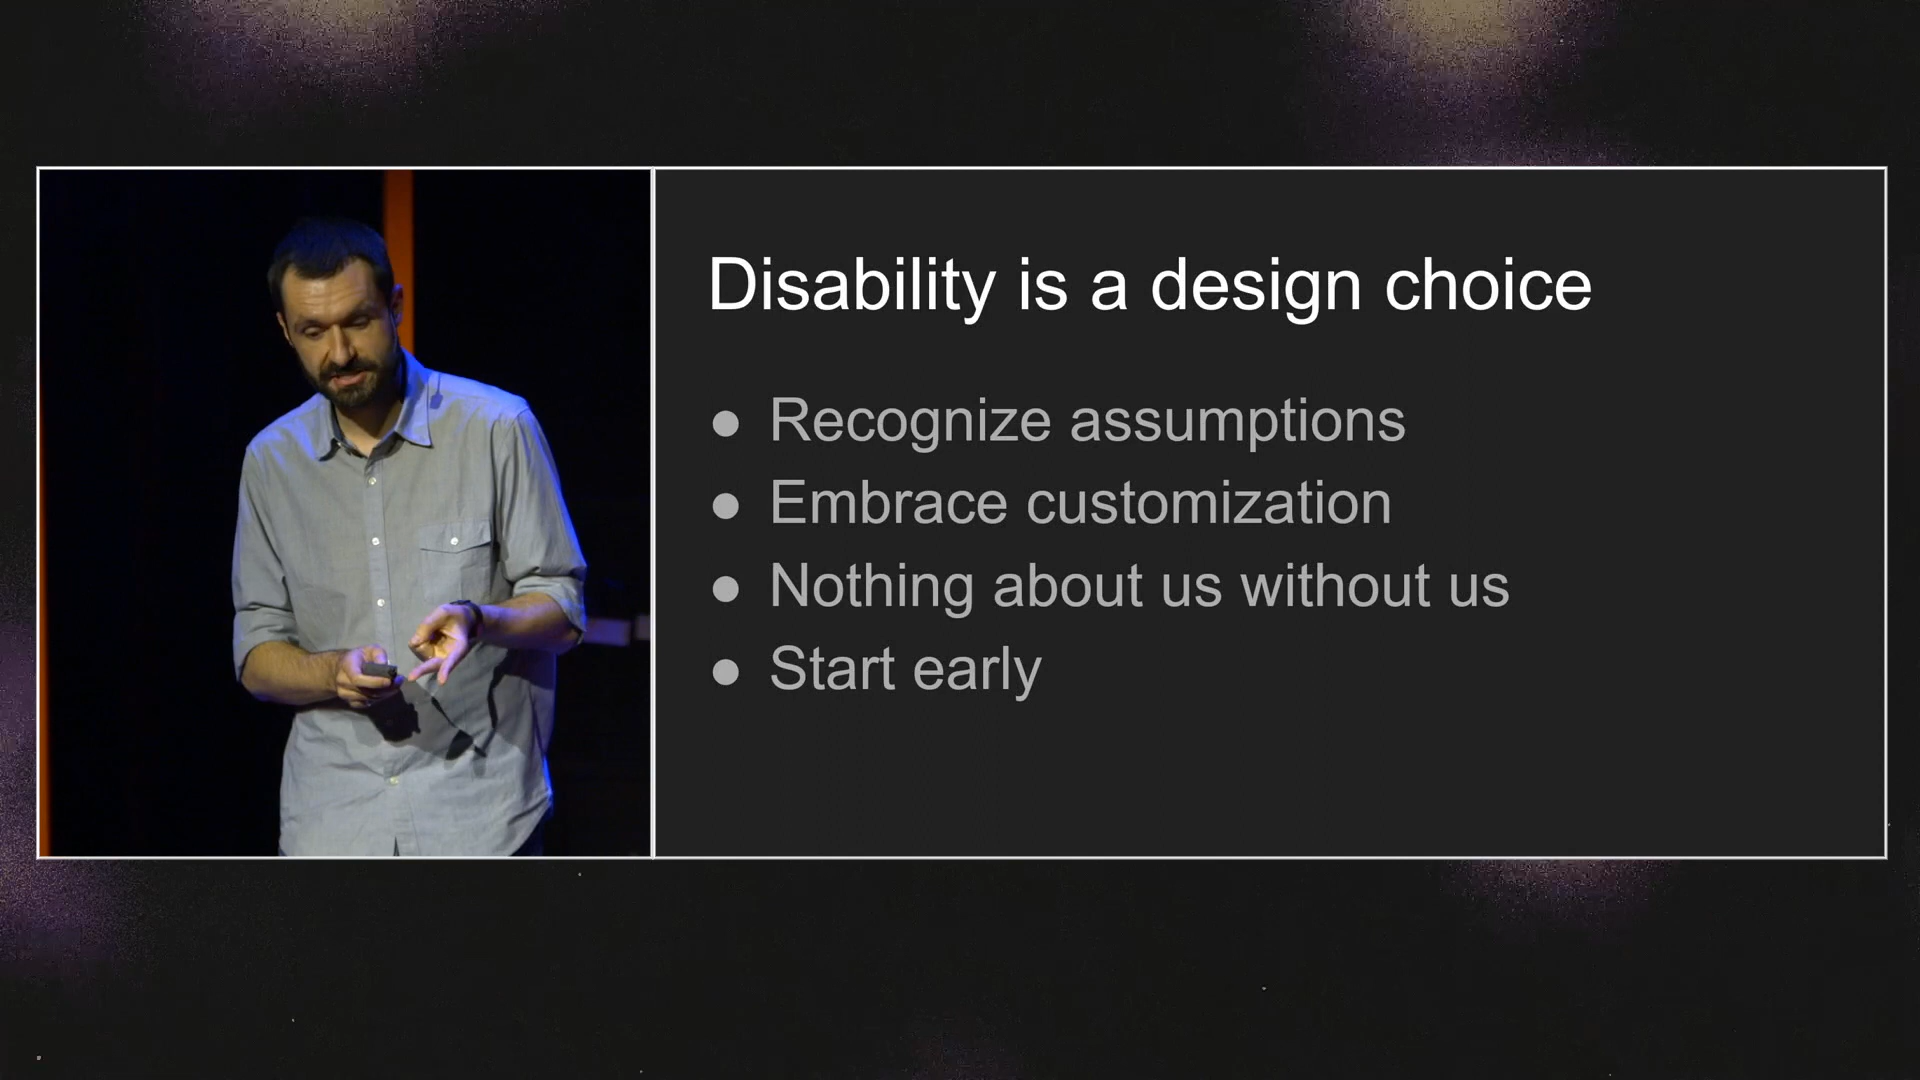 Disability is a design choice
● Recognize assumptions
● Embrace customization
● Nothing about us without us
● Start early